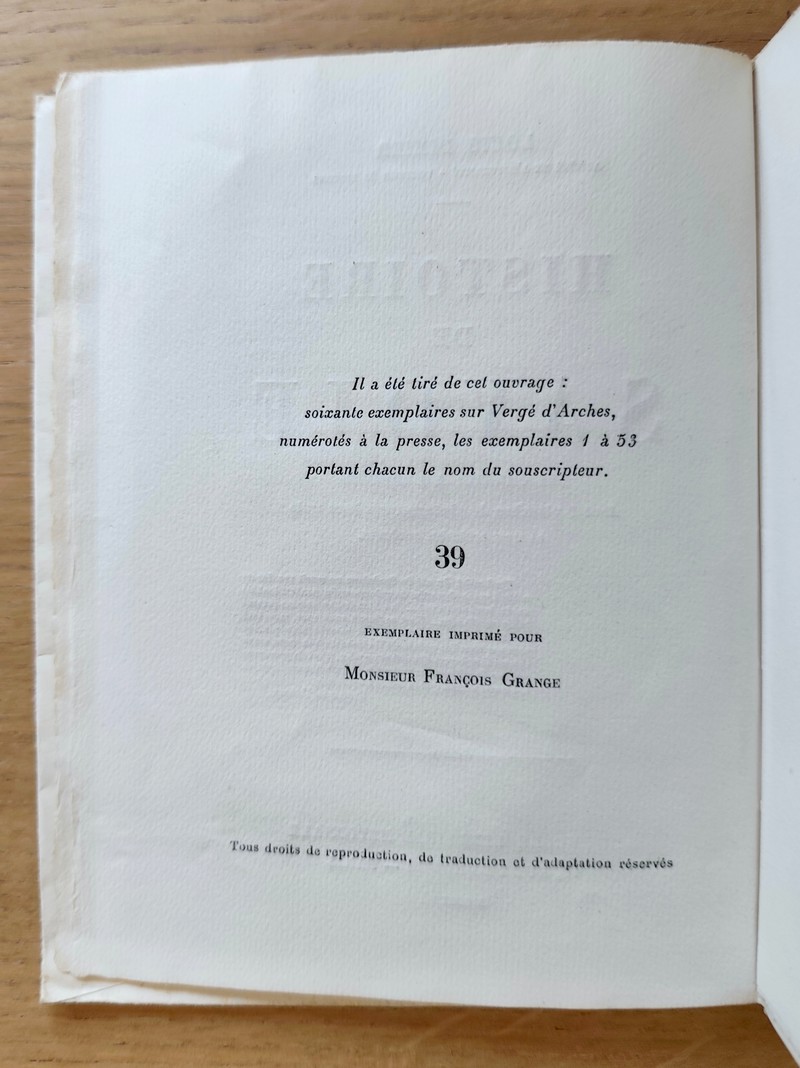 Il a été tiré de cet ouvrage :
soixante exemplaires sur Vergé d'Arches,
numérotés à la presse, les exemplaires 1 à 53
portant chacun le nom du souscripteur.
39
EXEMPLAIRE IMPRIMÉ POUR
MONSIEUR FRANÇOIS GRANGE
Tous droits de reproduction, de traduction et d'adaptation réservés
HISTOIRE
DE